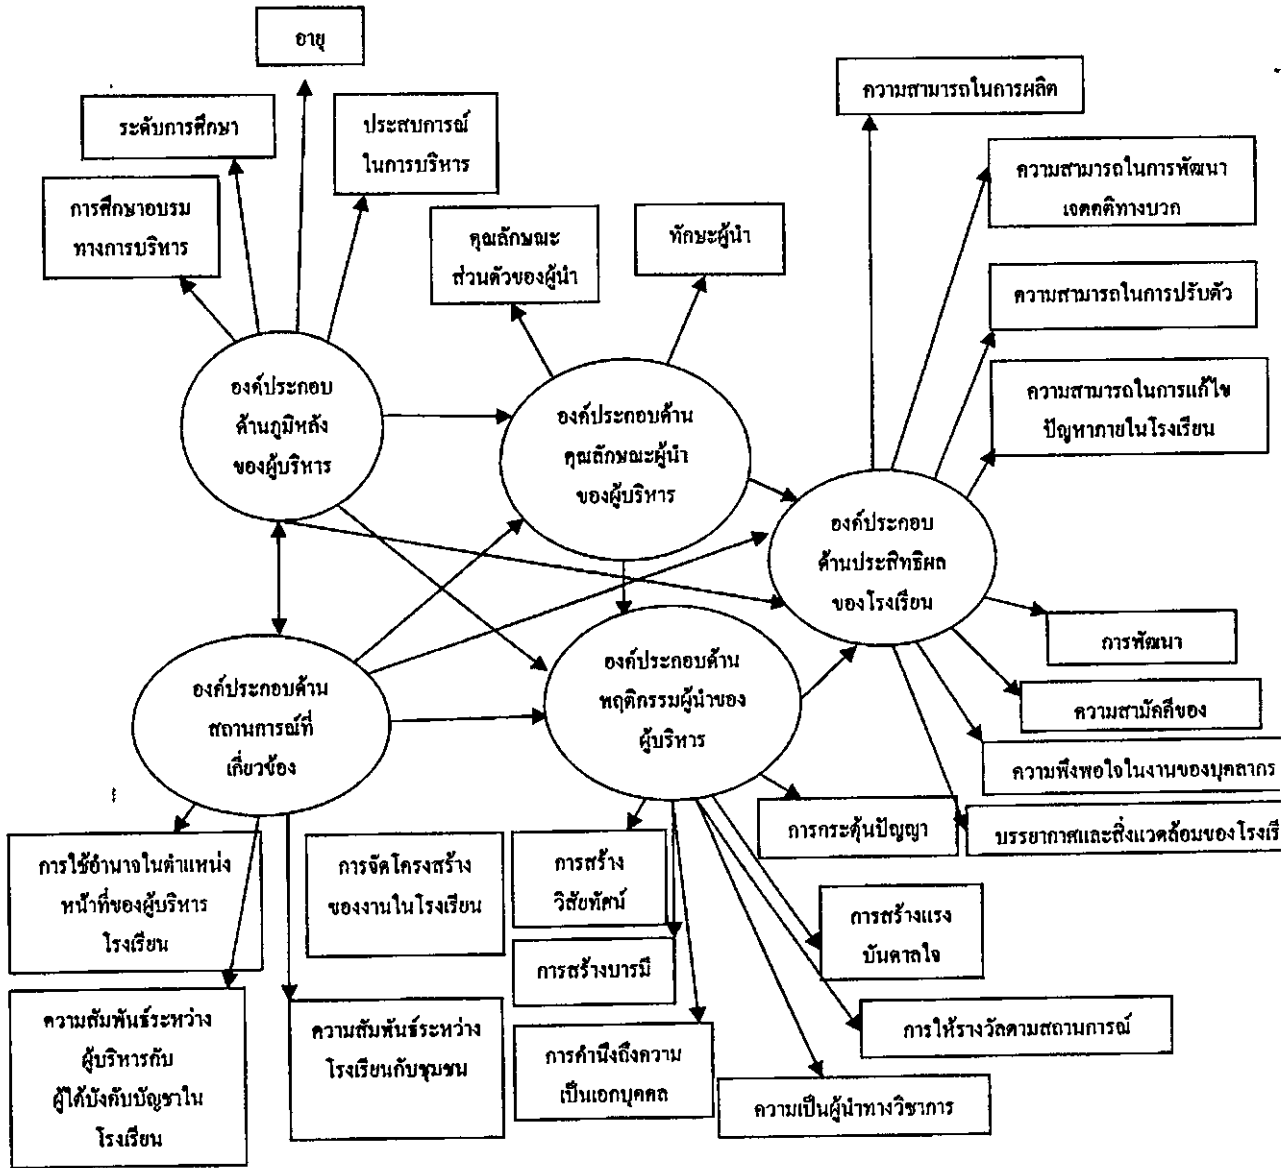 อายุ
ความสามารถในการผลิต
ระดับการศึกษา
ประสบการณ์
ในการบริหาร
ความสามารถในการพัฒนา
เจตคติทางบวก
การศึกษาอบรม
ทางการบริหาร
คุณลักษณะ
ส่วนตัวของผู้นำ
ทักษะผู้นำ
ความสามารถในการปรับตัว
องค์ประกอบ
ด้านภูมิหลัง
ของผู้บริหาร
องค์ประกอบด้าน
คุณลักษณะผู้นำ
ของผู้บริหาร
ความสามารถในการแก้ไข
ปัญหาภายในโรงเรียน
องค์ประกอบ
ด้านประสิทธิผล
ของโรงเรียน
องค์ประกอบด้าน
สถานการณ์ที่
เกี่ยวข้อง
องค์ประกอบด้าน
พฤติกรรมผู้นำของ
ผู้บริหาร
การพัฒนา
ความสามัคคีของ
ความพึงพอใจในงานของบุคลากร
บรรยากาศและสิ่งแวดล้อมของโรงเรี
การใช้อำนาจในตำแหน่ง
หน้าที่ของผู้บริหาร
โรงเรียน
การจัดโครงสร้าง
ของงานในโรงเรียน
การสร้าง
วิสัยทัศน์
การกระตุ้นปัญญา
การสร้างแรง
บันดาลใจ
การสร้างบารมี
ความสัมพันธ์ระหว่าง
ผู้บริหารกับ
ผู้ใต้บังคับบัญชาใน
โรงเรียน
ความสัมพันธ์ระหว่าง
โรงเรียนกับชุมชน
การคำนึงถึงความ
เป็นเอกบุคคล
การให้รางวัลตามสถานการณ์
ความเป็นผู้นำทางวิชาการ